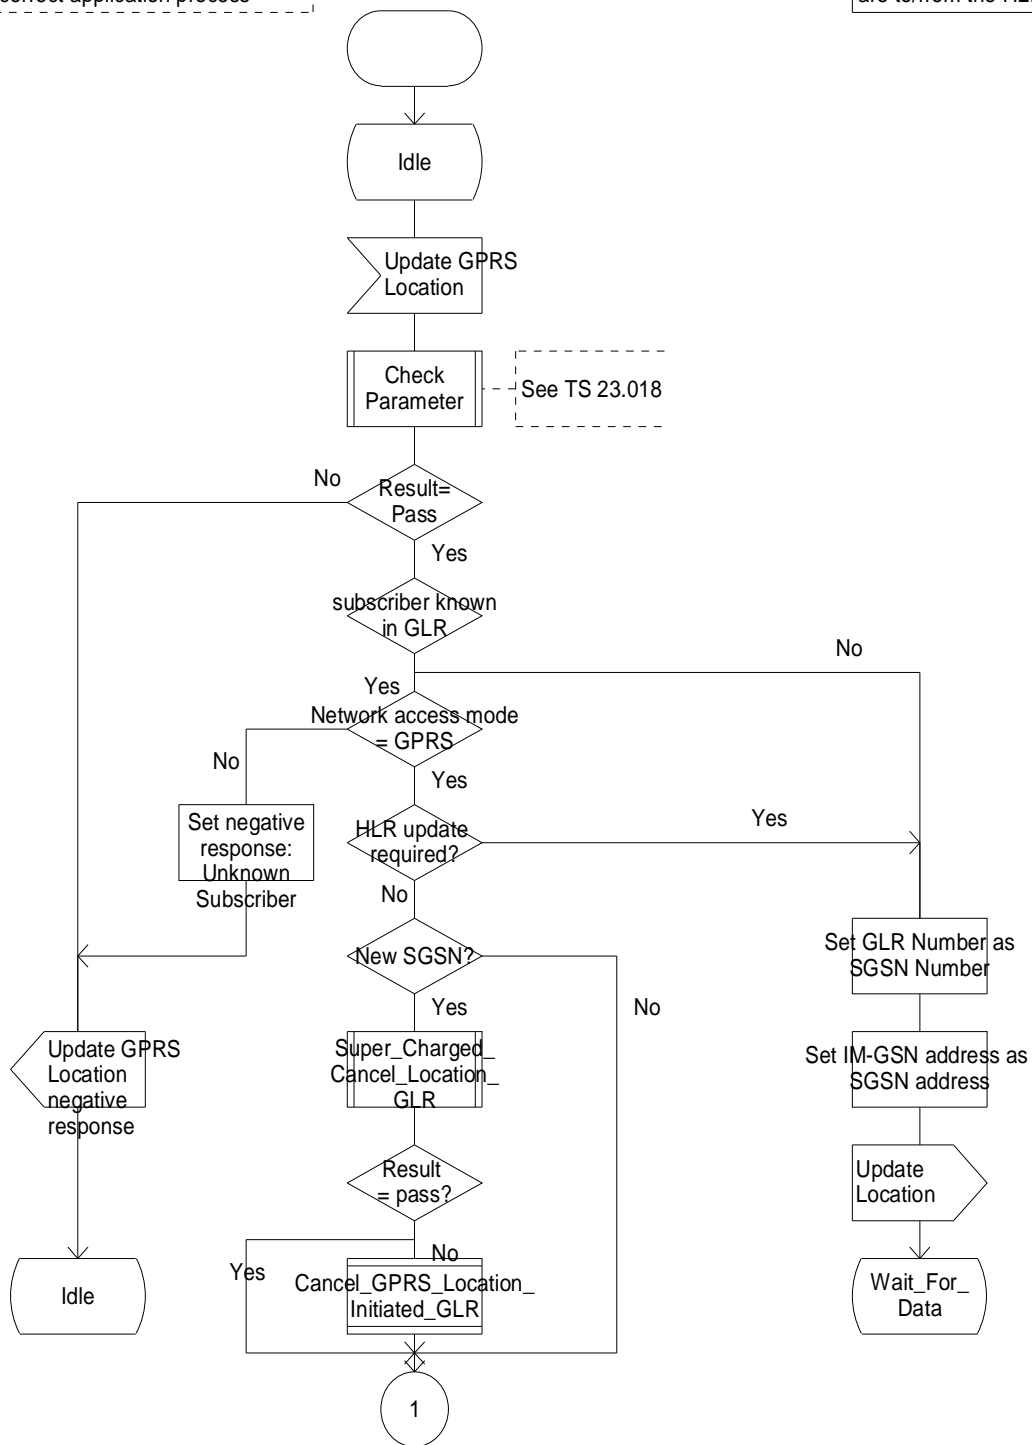 correct application process
Idle
Update GPRS
Location
Check
Parameter
See TS 23.018
No
Result=
Pass
Yes
subscriber known
in GLR
No
Yes
Network access mode
= GPRS
No
Yes
Set negative
response:
Unknown
Subscriber
HLR update
required?
Yes
No
New SGSN?
Set GLR Number as
SGSN Number
Yes
No
Update GPRS
Location
negative
response
Super_Charged_
Cancel_Location_
GLR
Set IM-GSN address as
SGSN address
Result
= pass?
Update
Location
Yes
No
Idle
Cancel_GPRS_Location_
Initiated_GLR
Wait_For_
Data
1